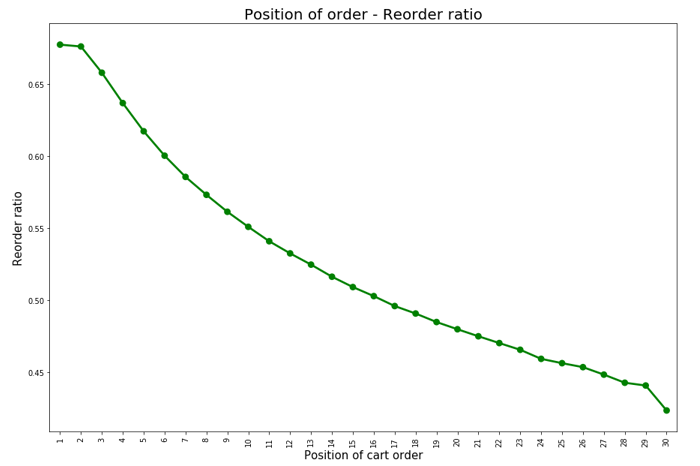 Position of order - Reorder ratio
Reorder ratio
0.65
0.60
0.55
0.50
0.45
1 2 3 4 5 6 7 8 9 10 11 12 13 14 15 16 17 18 19 20 21 22 23 24 25 26 27 28 29 30
Position of cart order